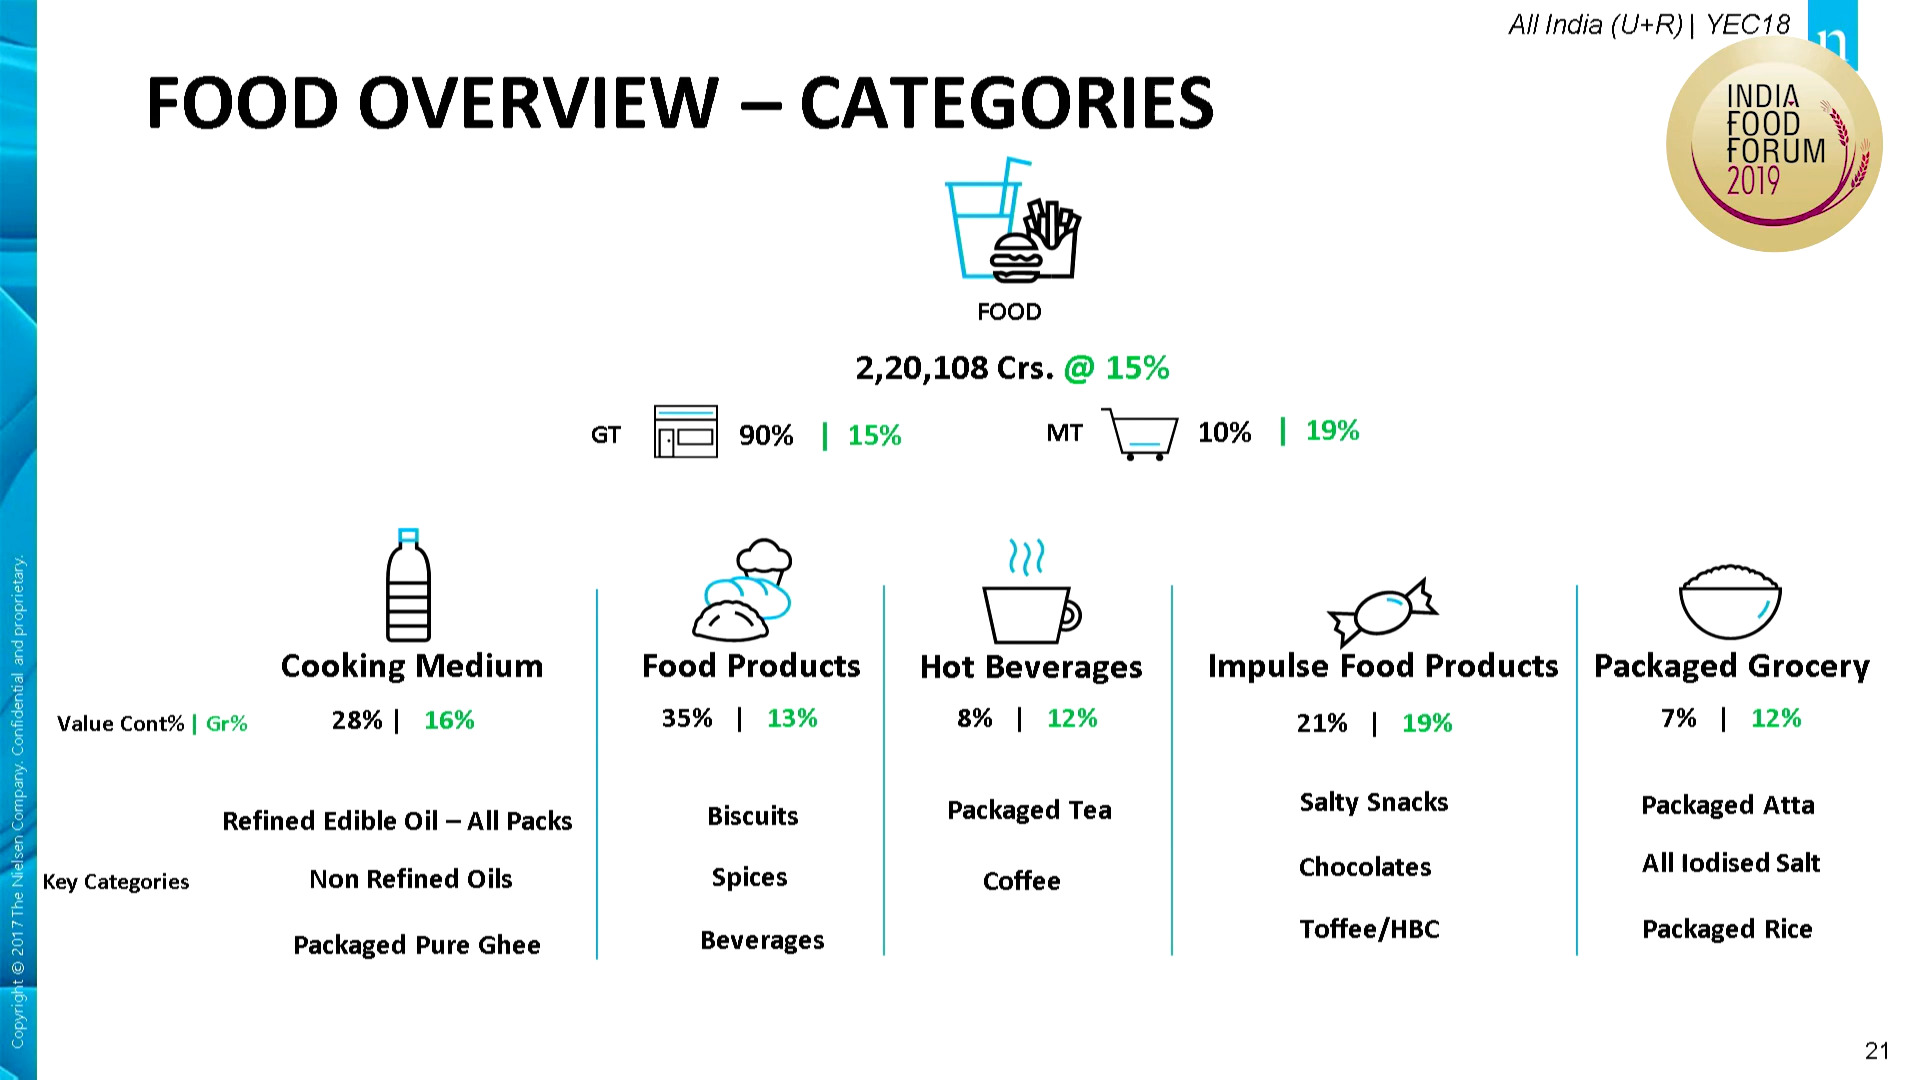 All India (U+R)| YEC18
n
FOOD OVERVIEW – CATEGORIES
INDIA
FOOD
FORUM
2019
FOOD
2,20,108 Crs. @ 15%
GT 90% | 15% MT 10% | 19%
Cooking Medium Food Products Hot Beverages Impulse Food Products Packaged Grocery
Value Cont% | Gr% 28% | 16% 35% | 13% 8% | 12% 21% | 19% 7% | 12%
Key Categories
Refined Edible Oil – All Packs
Non Refined Oils
Packaged Pure Ghee
Biscuits
Spices
Beverages
Packaged Tea
Coffee
Salty Snacks
Chocolates
Toffee/HBC
Packaged Atta
All Iodised Salt
Packaged Rice
Copyright © 2017 The Nielsen Company. Confidential and proprietary.
21